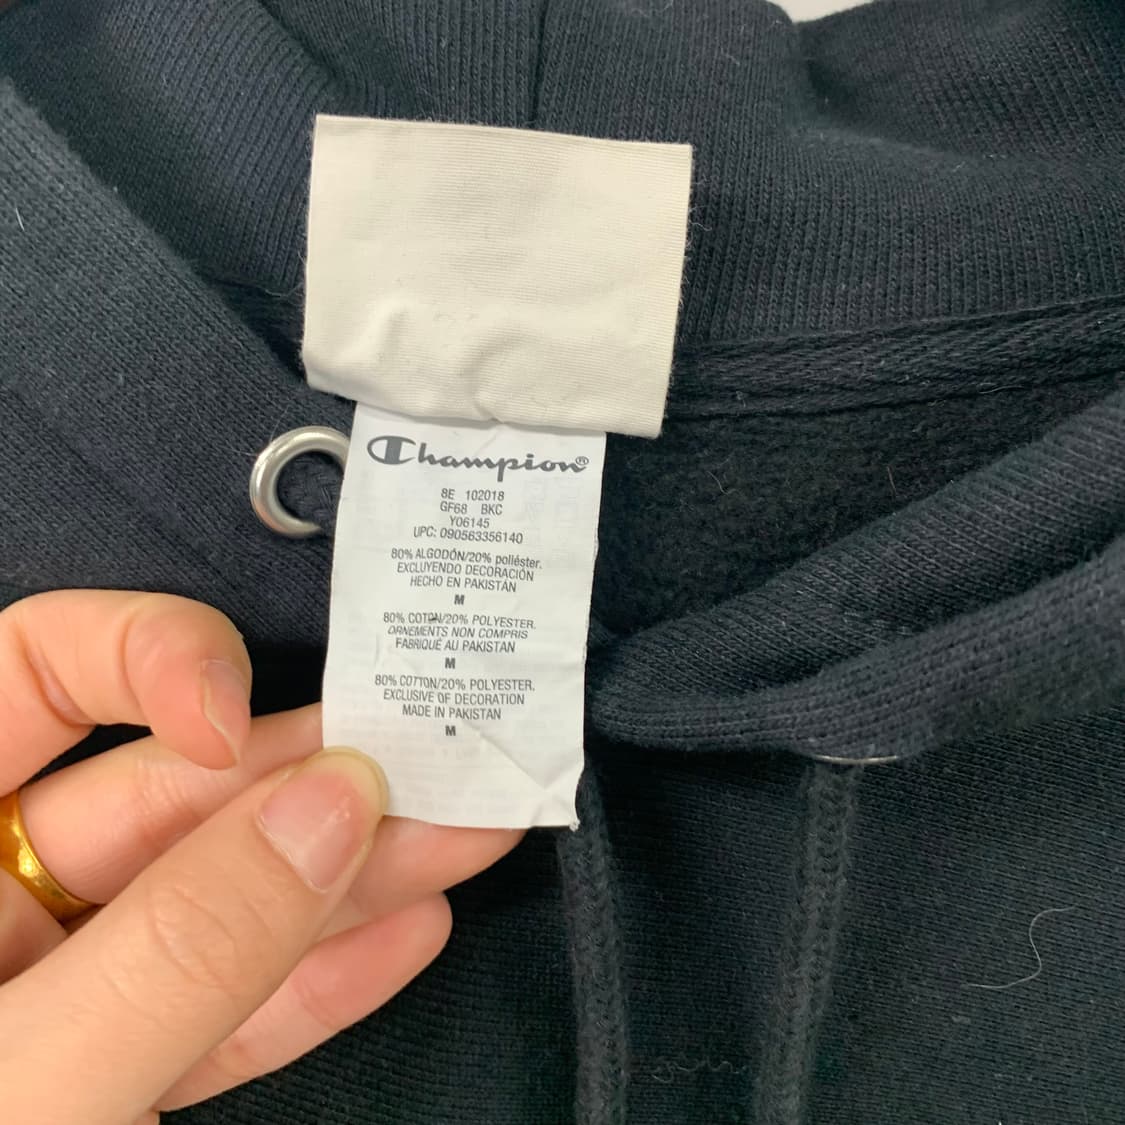 Champion®
8E 102018
GF68 BKC
Y06145
UPC: 090563356140
80% ALGODÓN/20% poliéster.
EXCLUYENDO DECORACIÓN
HECHO EN PAKISTÁN
M
80% COTON/20% POLYESTER.
ORNEMENTS NON COMPRIS
FABRIQUÉ AU PAKISTAN
M
80% COTTON/20% POLYESTER.
EXCLUSIVE OF DECORATION
MADE IN PAKISTAN
M